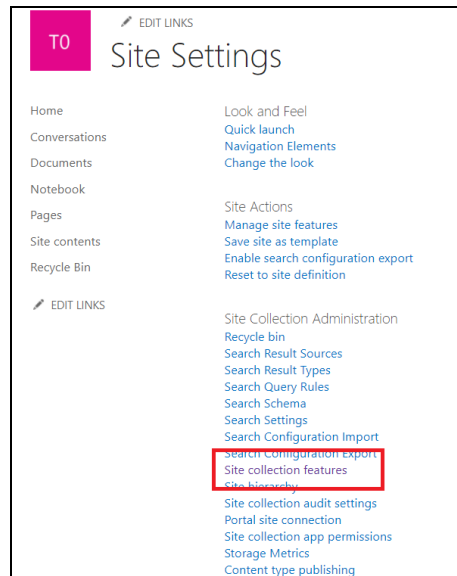 T0
EDIT LINKS
Site Settings
Home
Conversations
Documents
Notebook
Pages
Site contents
Recycle Bin
EDIT LINKS
Look and Feel
Quick launch
Navigation Elements
Change the look
Site Actions
Manage site features
Save site as template
Enable search configuration export
Reset to site definition
Site Collection Administration
Recycle bin
Search Result Sources
Search Result Types
Search Query Rules
Search Schema
Search Settings
Search Configuration Import
Search Configuration Export
Site collection features
Site hierarchy
Site collection audit settings
Portal site connection
Site collection app permissions
Storage Metrics
Content type publishing